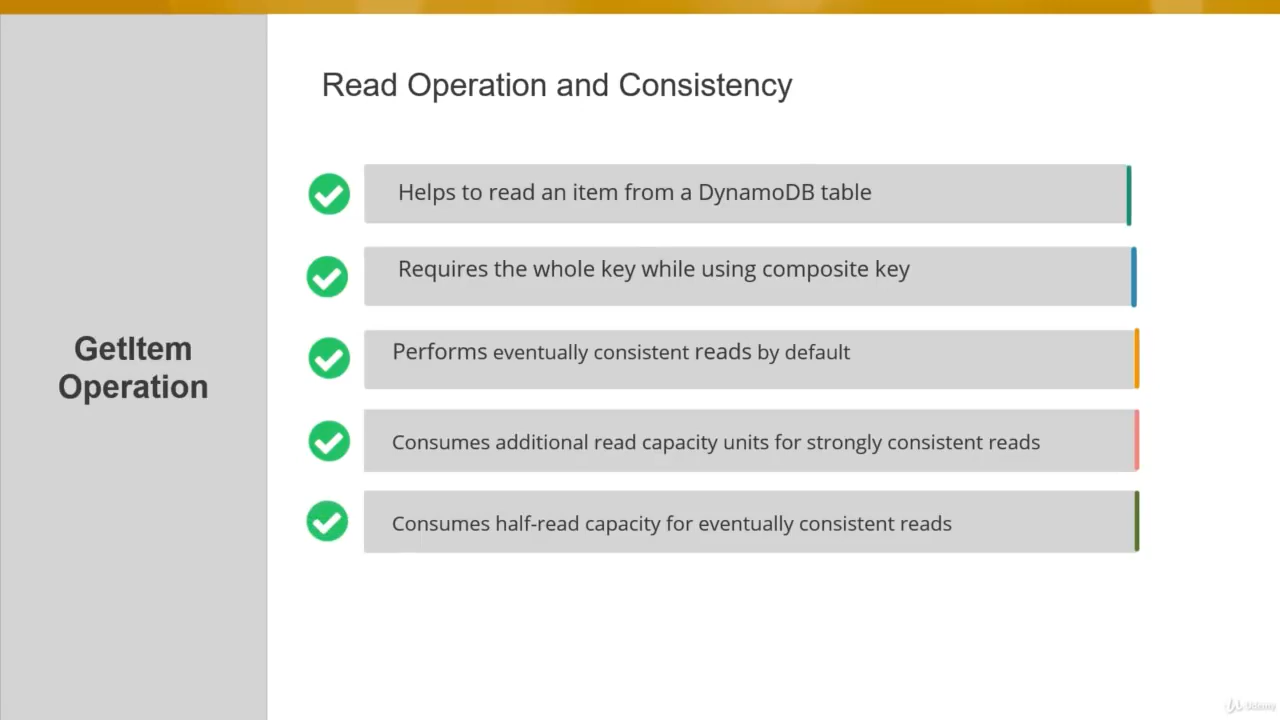 Read Operation and Consistency
GetItem
Operation
Helps to read an item from a DynamoDB table
Requires the whole key while using composite key
Performs eventually consistent reads by default
Consumes additional read capacity units for strongly consistent reads
Consumes half-read capacity for eventually consistent reads
Udemy